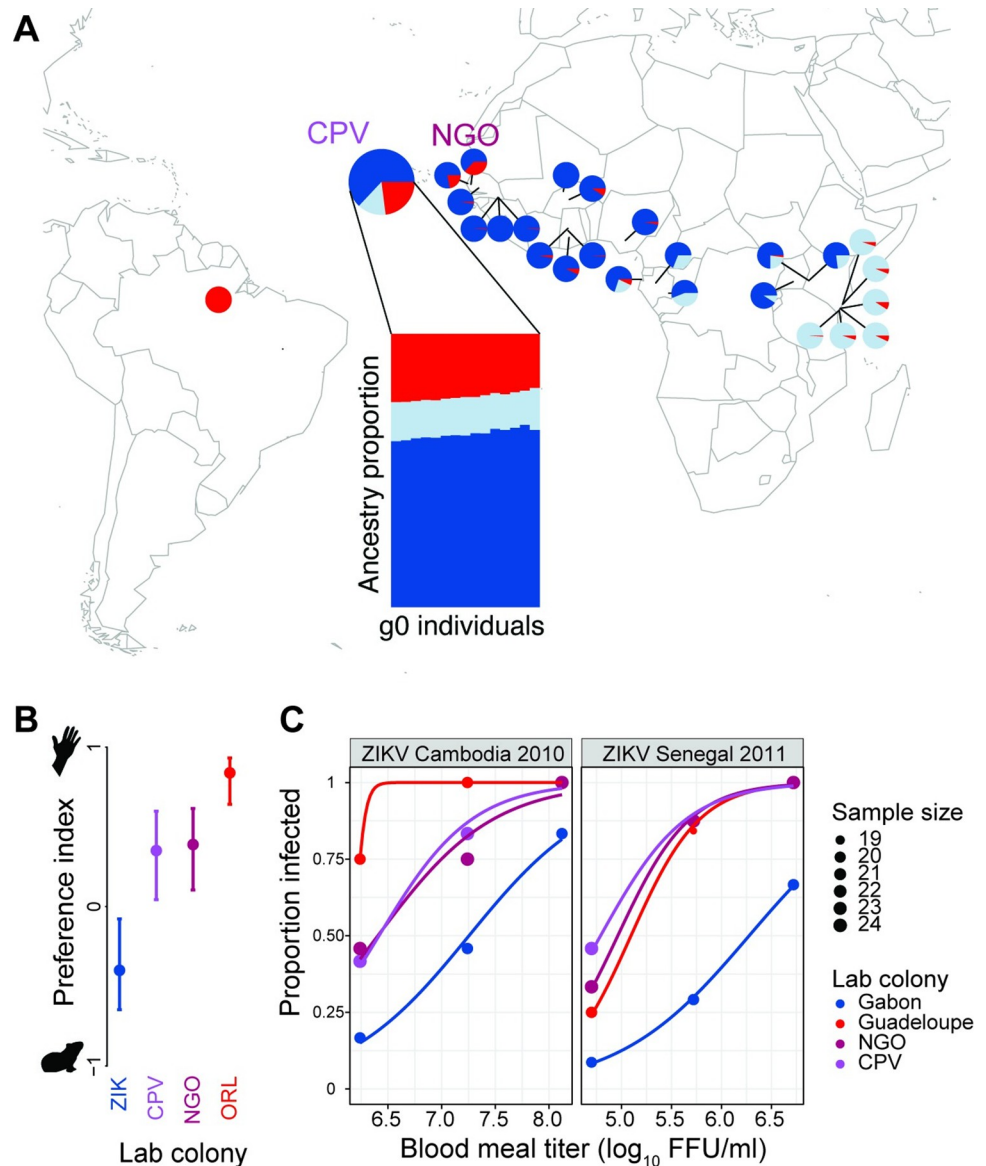 A
CPV
NGO
Ancestry proportion
g0 individuals
B
Preference index
1
0
−1
ZIK
CPV
NGO
ORL
Lab colony
C
ZIKV Cambodia 2010
ZIKV Senegal 2011
Proportion infected
1
0.75
0.50
0.25
0
6.5 7.0 7.5 8.0
5.0 5.5 6.0 6.5
Blood meal titer (log10 FFU/ml)
Sample size
19
20
21
22
23
24
Lab colony
Gabon
Guadeloupe
NGO
CPV